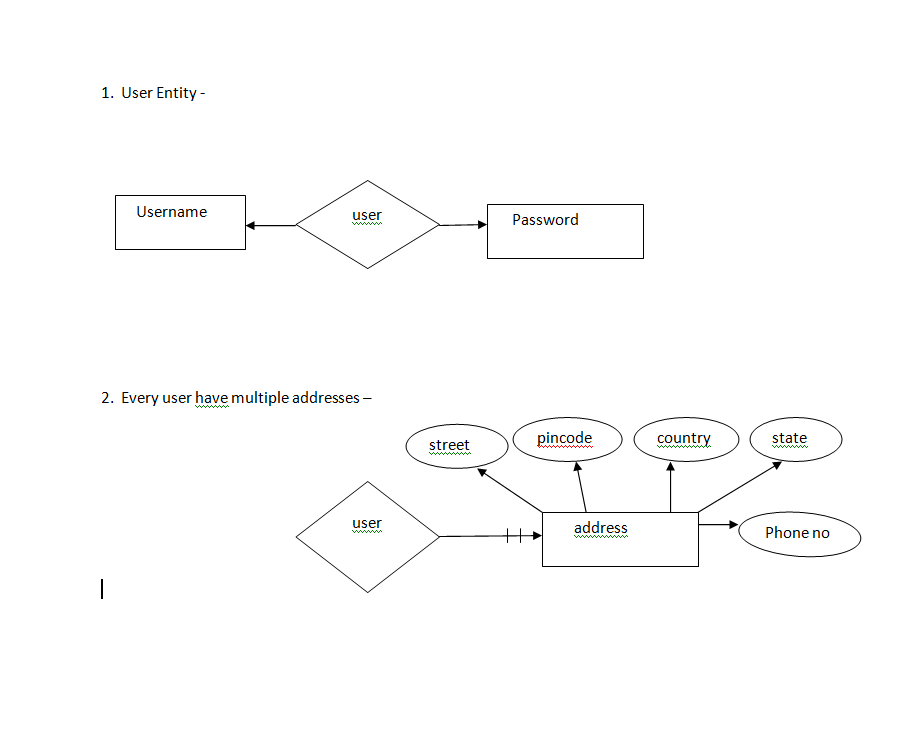 1. User Entity -
Username
user
Password
2. Every user have multiple addresses –
street
pincode
country
state
user
address
Phone no